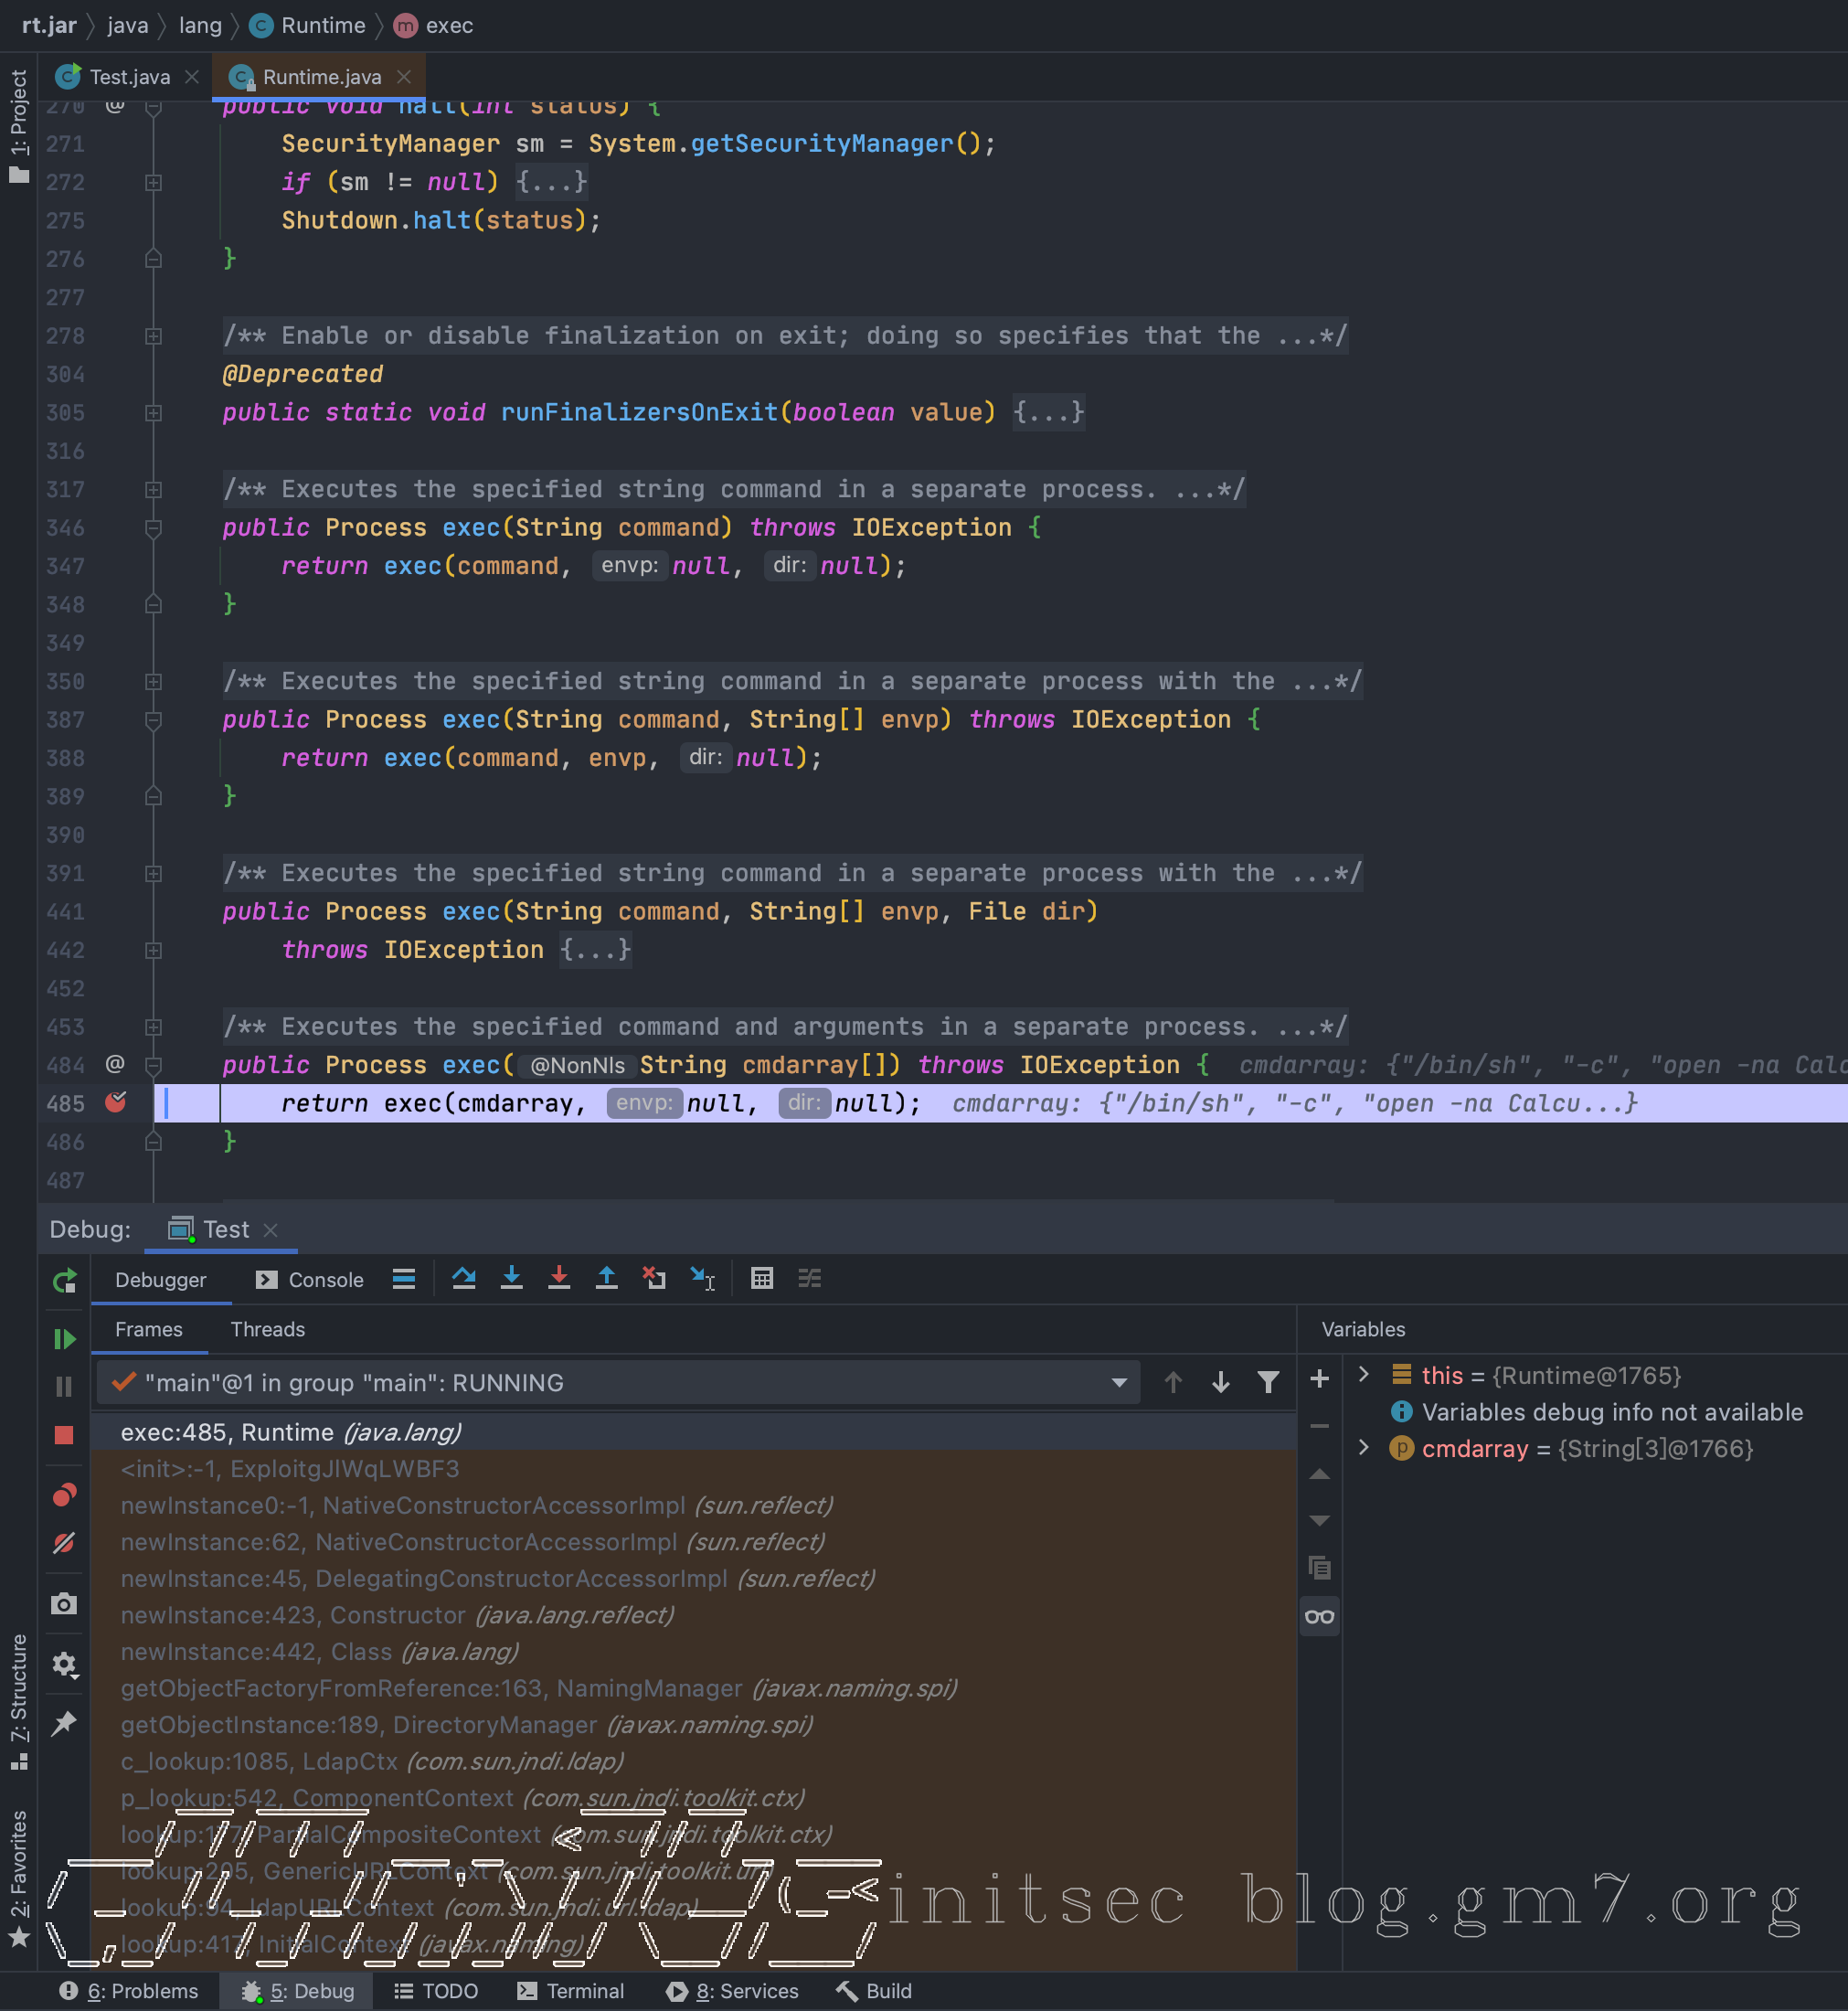 rt.jar java lang Runtime exec
1: Project
Test.java Runtime.java
270 @ public void halt(int status) {
271 SecurityManager sm = System.getSecurityManager();
272 if (sm != null) {...}
275 Shutdown.halt(status);
276 }
277
278 /** Enable or disable finalization on exit; doing so specifies that the ...*/
304 @Deprecated
305 public static void runFinalizersOnExit(boolean value) {...}
316
317 /** Executes the specified string command in a separate process. ...*/
346 public Process exec(String command) throws IOException {
347 return exec(command, envp: null, dir: null);
348 }
349
350 /** Executes the specified string command in a separate process with the ...*/
387 public Process exec(String command, String[] envp) throws IOException {
388 return exec(command, envp, dir: null);
389 }
390
391 /** Executes the specified string command in a separate process with the ...*/
441 public Process exec(String command, String[] envp, File dir)
442 throws IOException {...}
452
453 /** Executes the specified command and arguments in a separate process. ...*/
484 @ public Process exec( @NonNls String cmdarray[]) throws IOException { cmdarray: {"/bin/sh", "-c", "open -na Calc
485 return exec(cmdarray, envp: null, dir: null); cmdarray: {"/bin/sh", "-c", "open -na Calcu...}
486 }
487
Debug: Test
Debugger Console
Frames Threads
Variables
"main"@1 in group "main": RUNNING
this = {Runtime@1765}
Variables debug info not available
cmdarray = {String[3]@1766}
exec:485, Runtime (java.lang)
<init>:-1, ExploitgJlWqLWBF3
newInstance0:-1, NativeConstructorAccessorImpl (sun.reflect)
newInstance:62, NativeConstructorAccessorImpl (sun.reflect)
newInstance:45, DelegatingConstructorAccessorImpl (sun.reflect)
newInstance:423, Constructor (java.lang.reflect)
newInstance:442, Class (java.lang)
getObjectFactoryFromReference:163, NamingManager (javax.naming.spi)
getObjectInstance:189, DirectoryManager (javax.naming.spi)
c_lookup:1085, LdapCtx (com.sun.jndi.ldap)
p_lookup:542, ComponentContext (com.sun.jndi.toolkit.ctx)
lookup:177, PartialCompositeContext (com.sun.jndi.toolkit.ctx)
lookup:205, GenericURLContext (com.sun.jndi.toolkit.url)
lookup:94, ldapURLContext (com.sun.jndi.url.ldap)
lookup:417, InitialContext (javax.naming)
initsec blog.gm7.org
7: Structure
2: Favorites
6: Problems 5: Debug TODO Terminal 8: Services Build